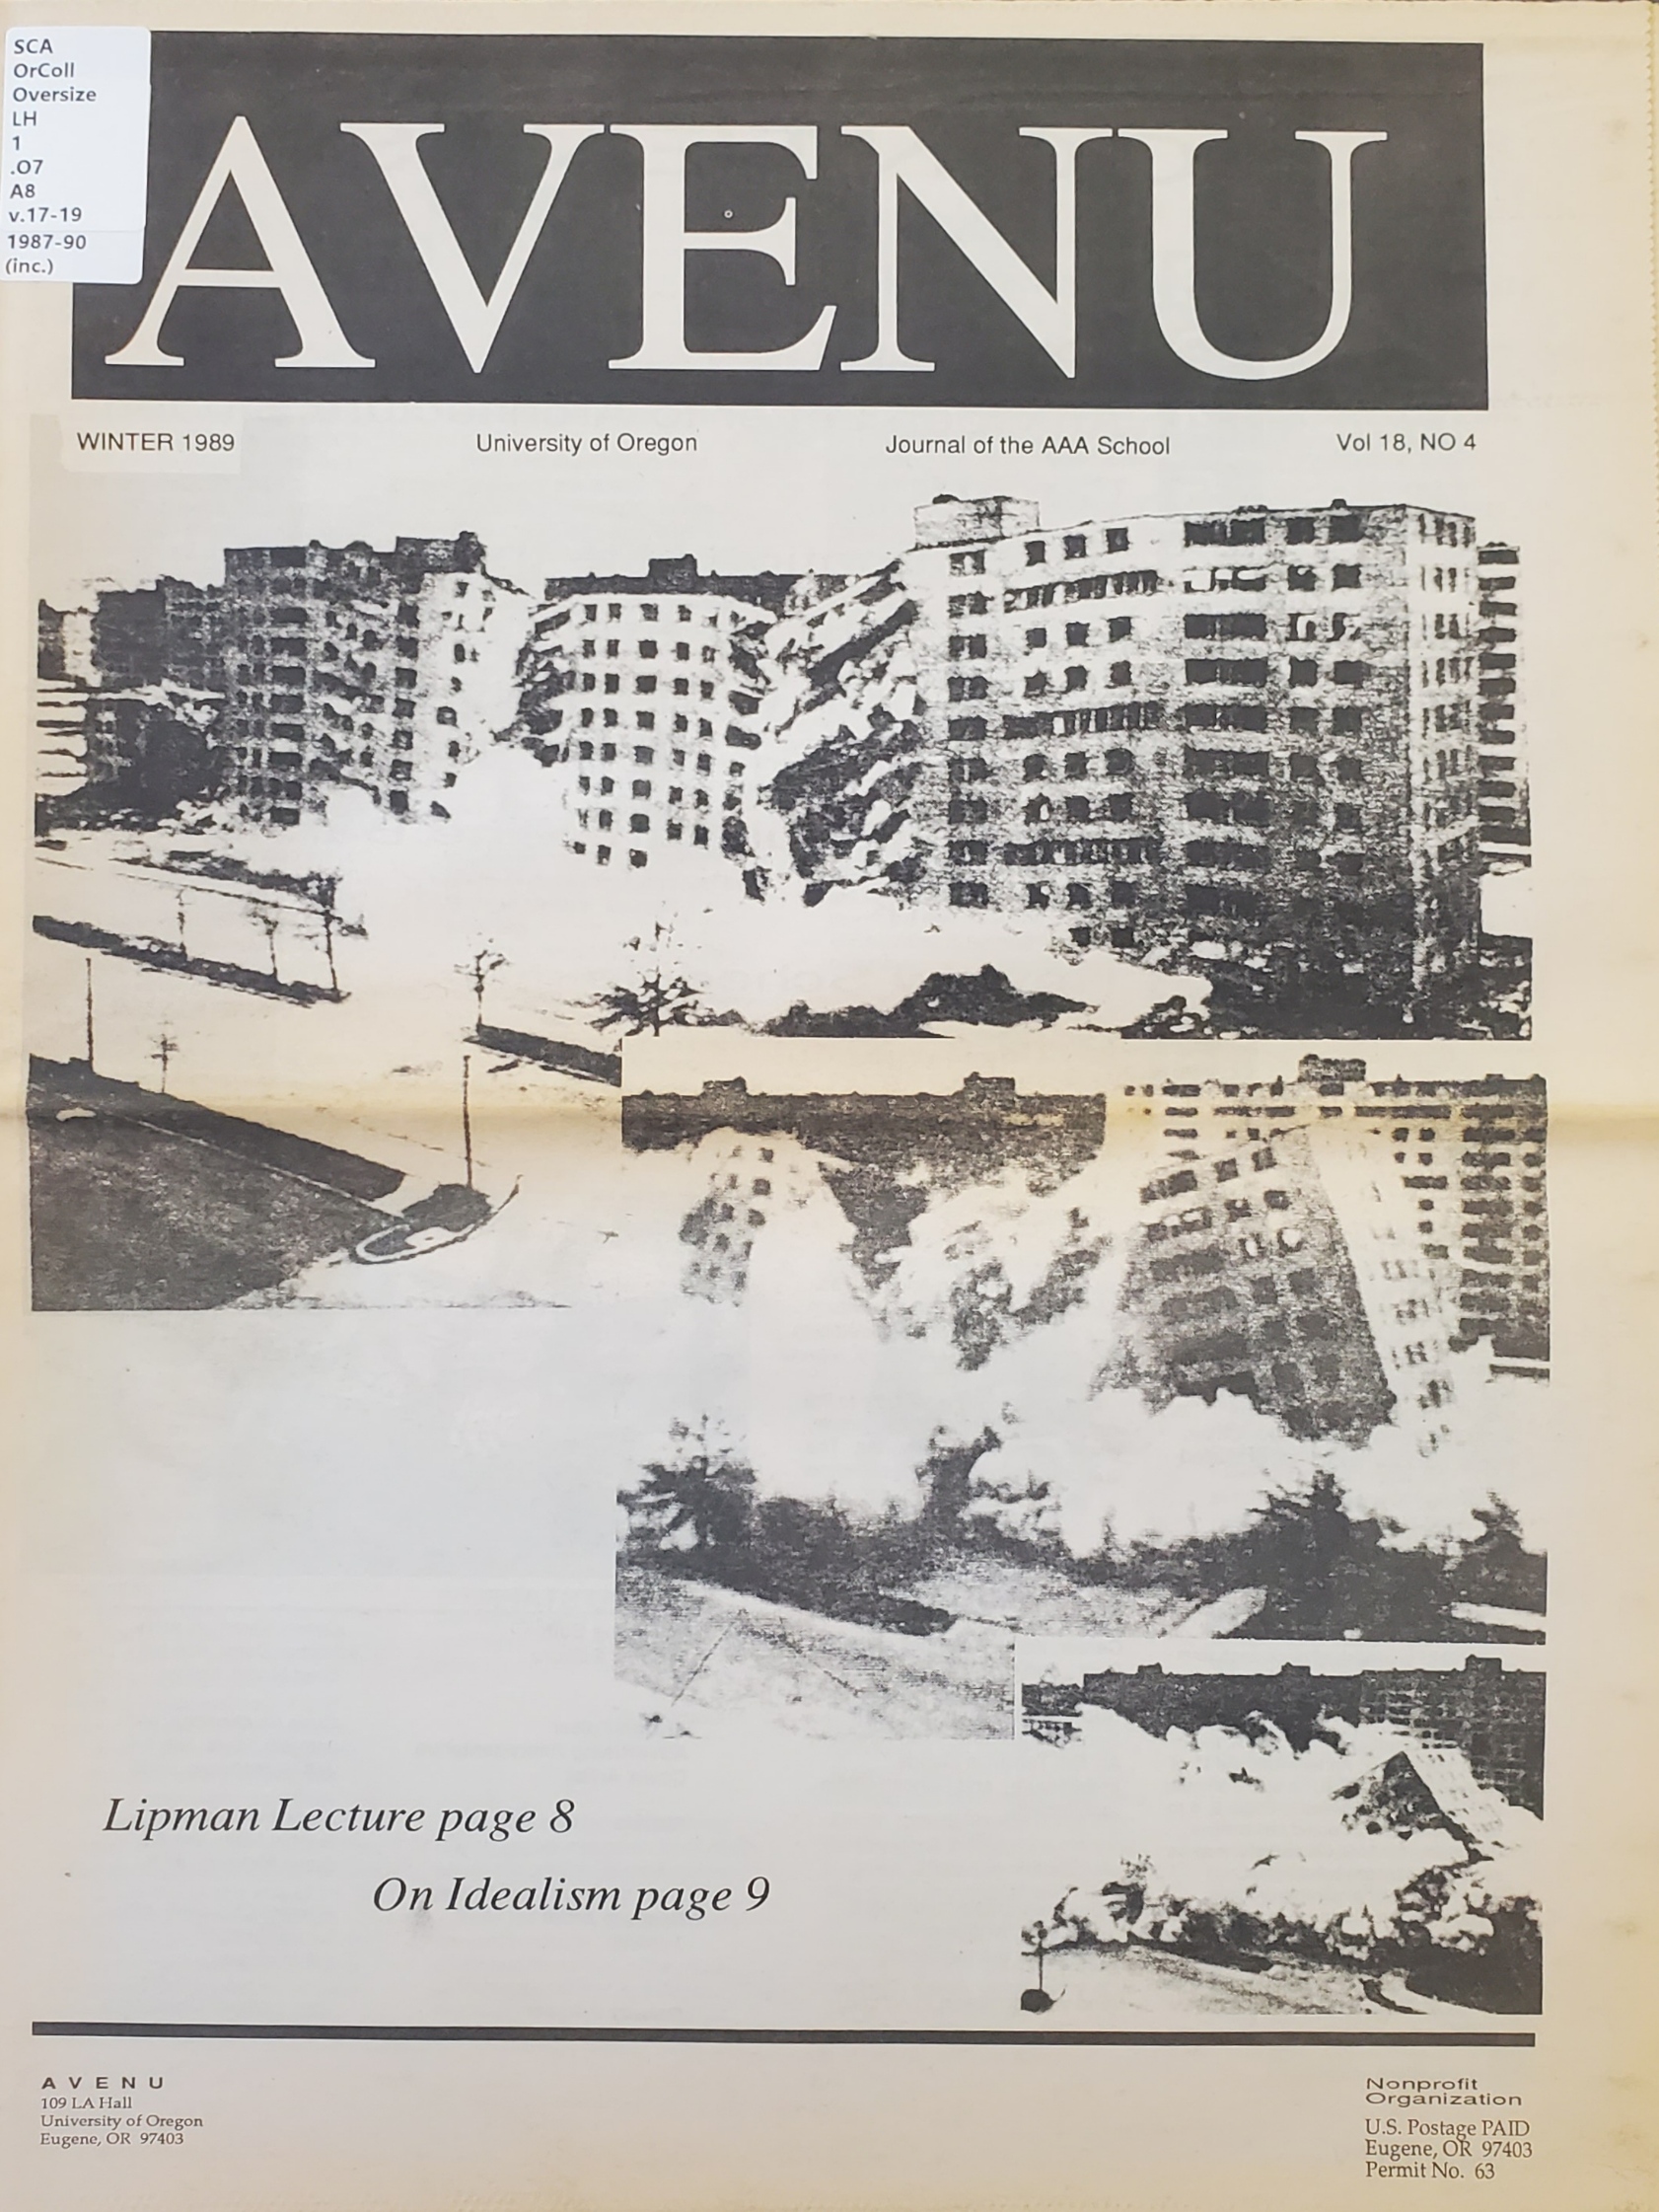 SCA
OrColl
Oversize
LH
1
.O7
A8
v.17-19
1987-90
(inc.)
AVENU
WINTER 1989 University of Oregon Journal of the AAA School Vol 18, NO 4
Lipman Lecture page 8
On Idealism page 9
A V E N U
109 LA Hall
University of Oregon
Eugene, OR 97403
Nonprofit
Organization
U.S. Postage PAID
Eugene, OR 97403
Permit No. 63